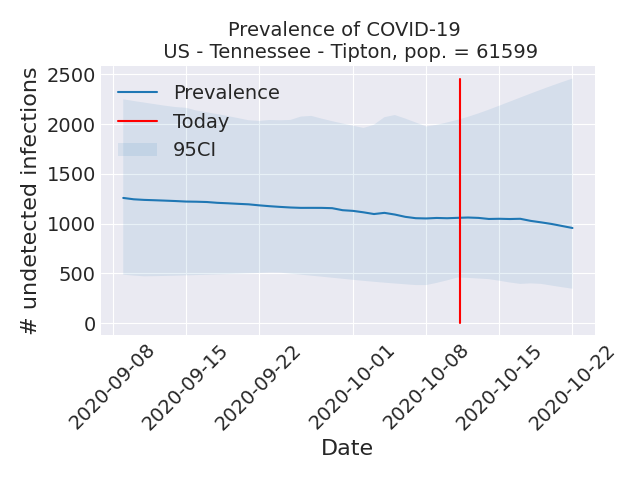 Prevalence of COVID-19
US - Tennessee - Tipton, pop. = 61599
# undetected infections
2500
2000
1500
1000
500
0
Prevalence
Today
95CI
2020-09-08
2020-09-15
2020-09-22
2020-10-01
2020-10-08
2020-10-15
2020-10-22
Date